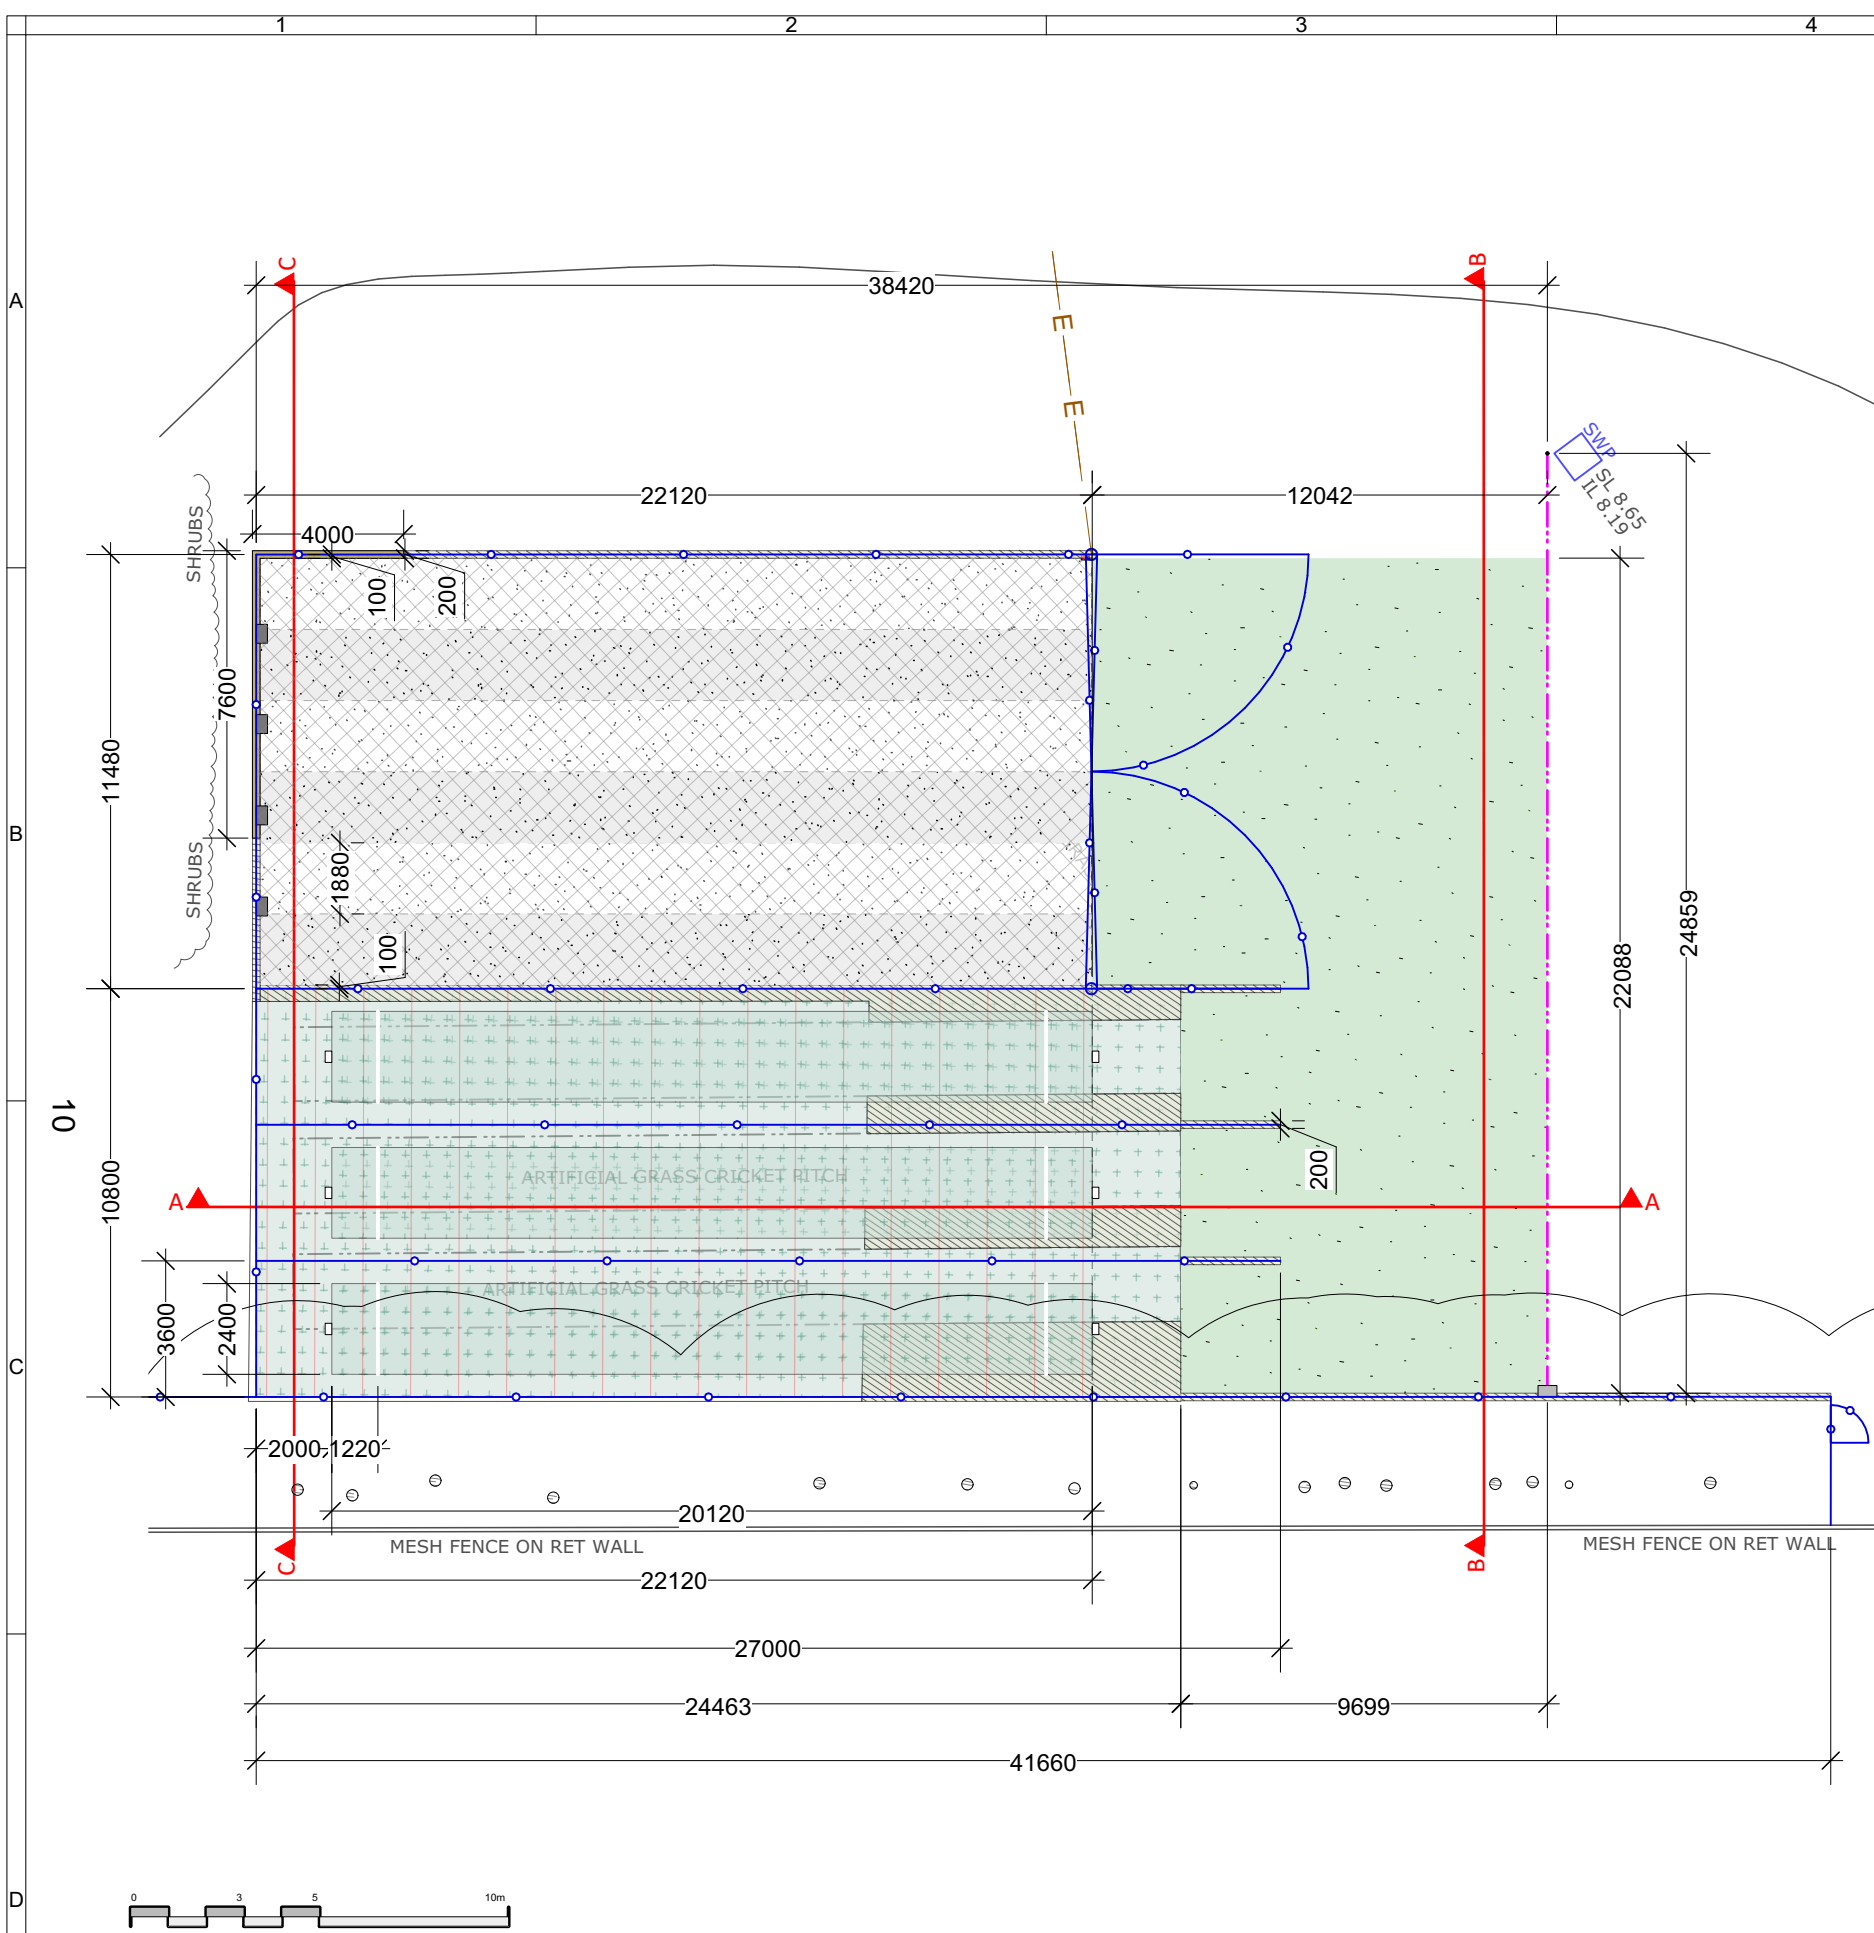 1
2
3
4
C
B
38420
A
E
E
SWP
SL 8.65
IL 8.19
22120
12042
4000
SHRUBS
100
200
7600
11480
B
1880
SHRUBS
24859
100
22088
10
200
ARTIFICIAL GRASS CRICKET PITCH
10800
A
A
ARTIFICIAL GRASS CRICKET PITCH
3600
2400
C
2000
1220
20120
MESH FENCE ON RET WALL
MESH FENCE ON RET WALL
C
B
22120
27000
24463
9699
41660
D
0
3
5
10m